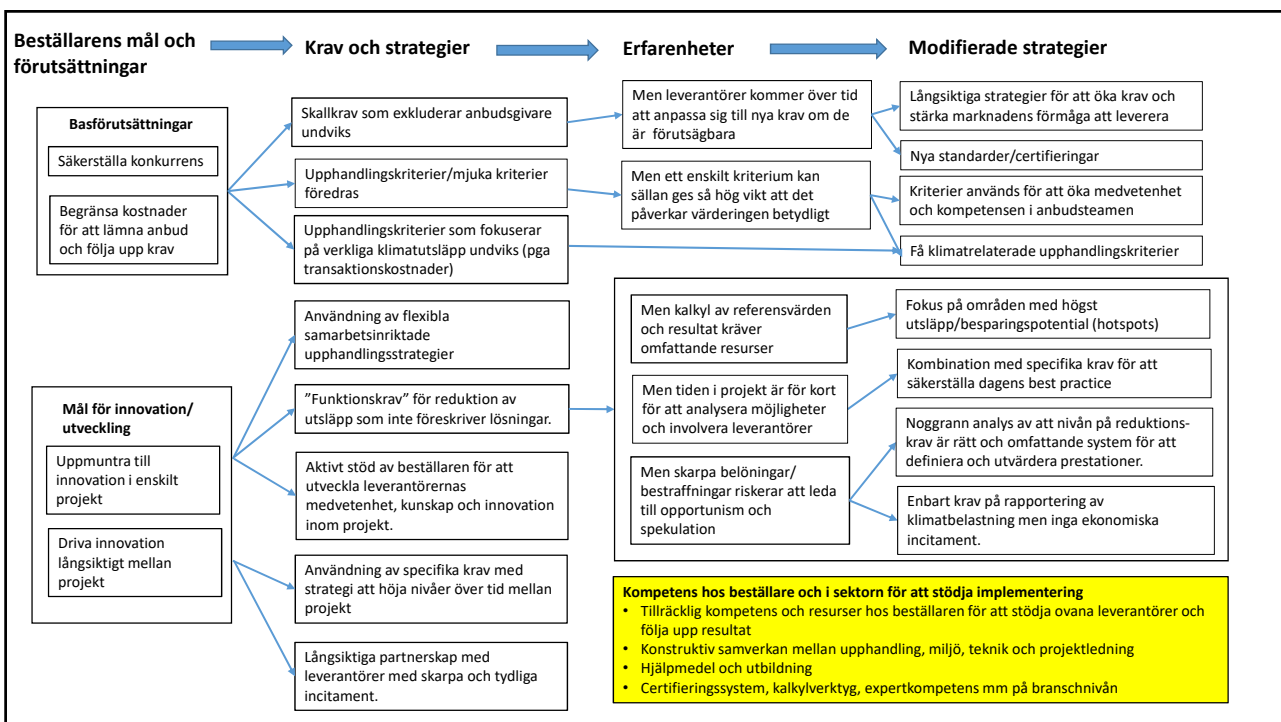 Beställarens mål och
förutsättningar
Krav och strategier
Erfarenheter
Modifierade strategier
Basförutsättningar
Säkerställa konkurrens
Begränsa kostnader
för att lämna anbud
och följa upp krav
Mål för innovation/
utveckling
Uppmuntra till
innovation i enskilt
projekt
Driva innovation
långsiktigt mellan
projekt
Skallkrav som exkluderar anbudsgivare
undviks
Upphandlingskriterier/mjuka kriterier
föredras
Upphandlingskriterier som fokuserar
på verkliga klimatutsläpp undviks (pga
transaktionskostnader)
Användning av flexibla
samarbetsinriktade
upphandlingsstrategier
”Funktionskrav” för reduktion av
utsläpp som inte föreskriver lösningar.
Aktivt stöd av beställaren för att
utveckla leverantörernas
medvetenhet, kunskap och innovation
inom projekt.
Användning av specifika krav med
strategi att höja nivåer över tid mellan
projekt
Långsiktiga partnerskap med
leverantörer med skarpa och tydliga
incitament.
Men leverantörer kommer över tid
att anpassa sig till nya krav om de
är förutsägbara
Men ett enskilt kriterium kan
sällan ges så hög vikt att det
påverkar värderingen betydligt
Men kalkyl av referensvärden
och resultat kräver
omfattande resurser
Men tiden i projekt är för kort
för att analysera möjligheter
och involvera leverantörer
Men skarpa belöningar/
bestraffningar riskerar att leda
till opportunism och
spekulation
Långsiktiga strategier för att öka krav och
stärka marknadens förmåga att leverera
Nya standarder/certifieringar
Kriterier används för att öka medvetenhet
och kompetensen i anbudsteamen
Få klimatrelaterade upphandlingskriterier
Fokus på områden med högst
utsläpp/besparingspotential (hotspots)
Kombination med specifika krav för att
säkerställa dagens best practice
Noggrann analys av att nivån på reduktions-
krav är rätt och omfattande system för att
definiera och utvärdera prestationer.
Enbart krav på rapportering av
klimatbelastning men inga ekonomiska
incitament.
Kompetens hos beställare och i sektorn för att stödja implementering
• Tillräcklig kompetens och resurser hos beställaren för att stödja ovana leverantörer och
följa upp resultat
• Konstruktiv samverkan mellan upphandling, miljö, teknik och projektledning
• Hjälpmedel och utbildning
• Certifieringssystem, kalkylverktyg, expertkompetens mm på branschnivån